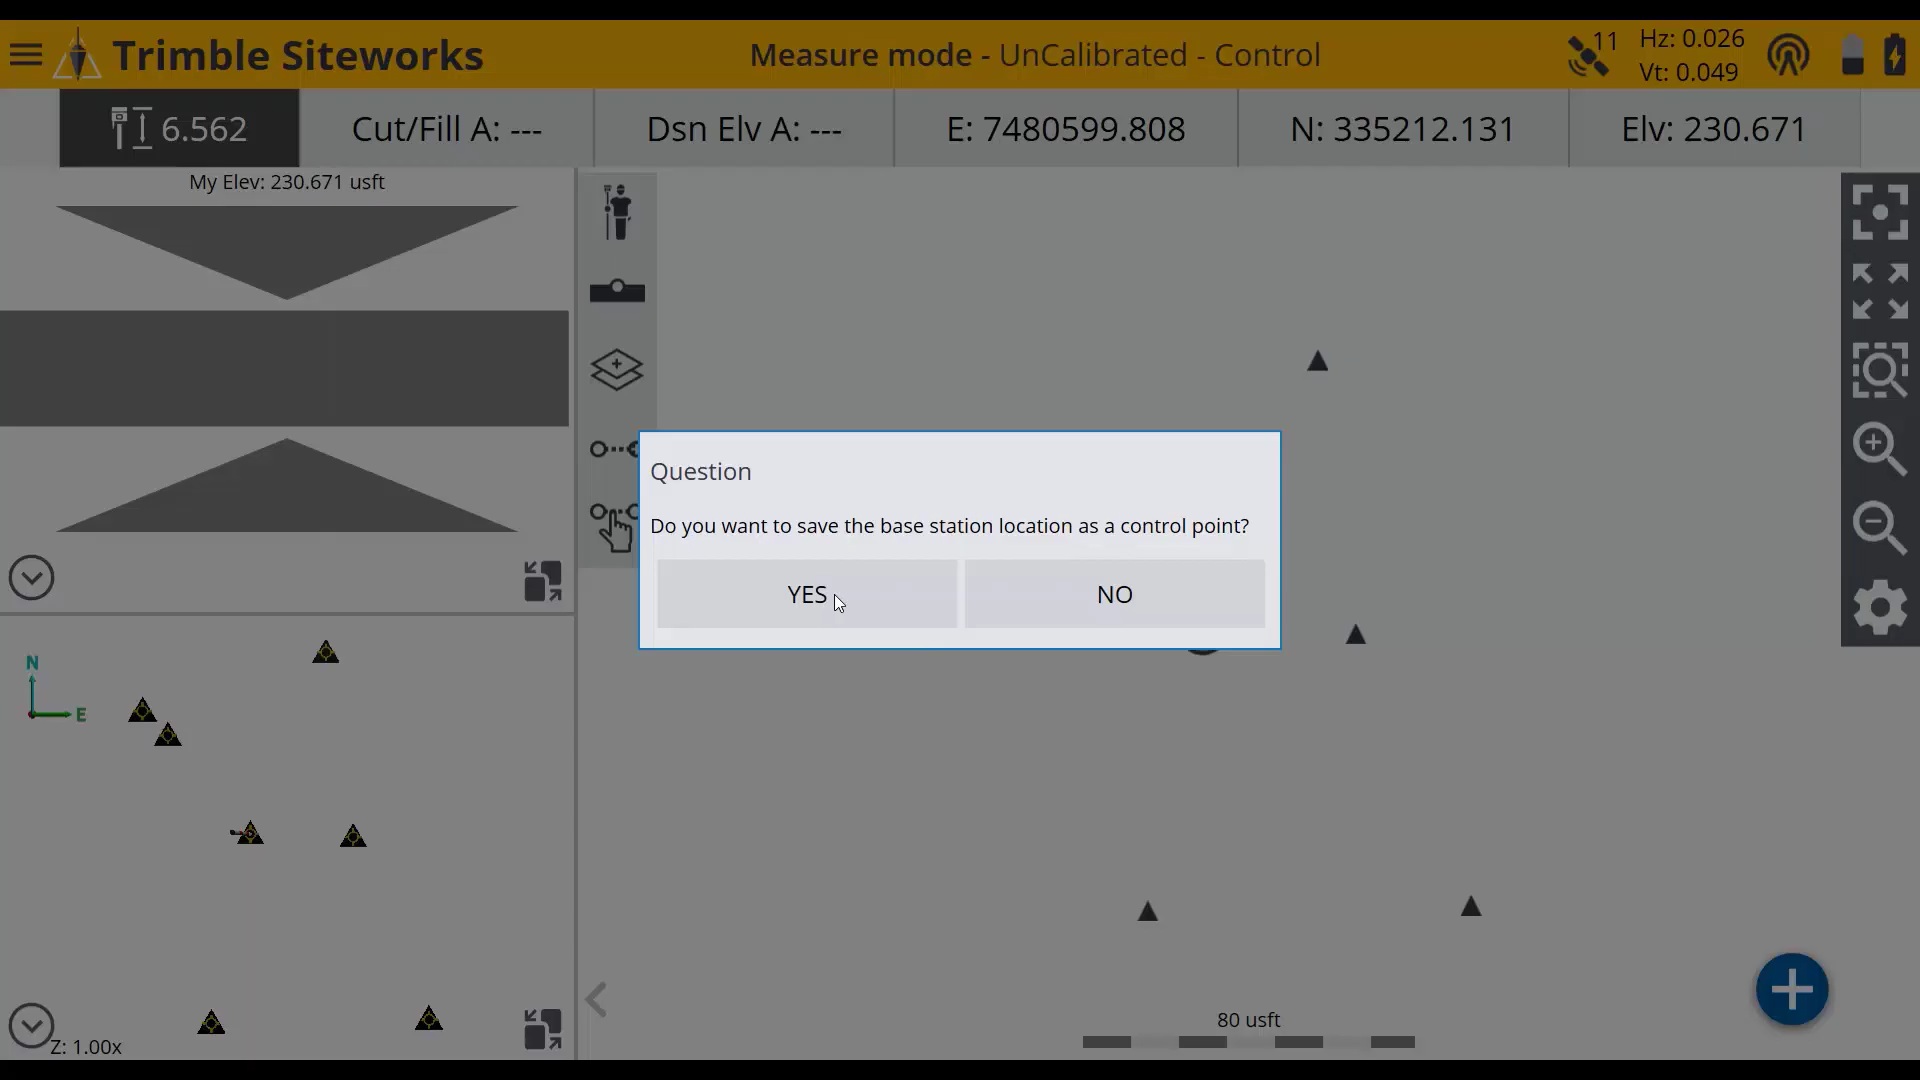 Trimble Siteworks
Measure mode - UnCalibrated - Control
11
Hz: 0.026
Vt: 0.049
6.562
Cut/Fill A: ---
Dsn Elv A: ---
E: 7480599.808
N: 335212.131
Elv: 230.671
My Elev: 230.671 usft
Question
Do you want to save the base station location as a control point?
YES
NO
N
E
Z: 1.00x
80 usft